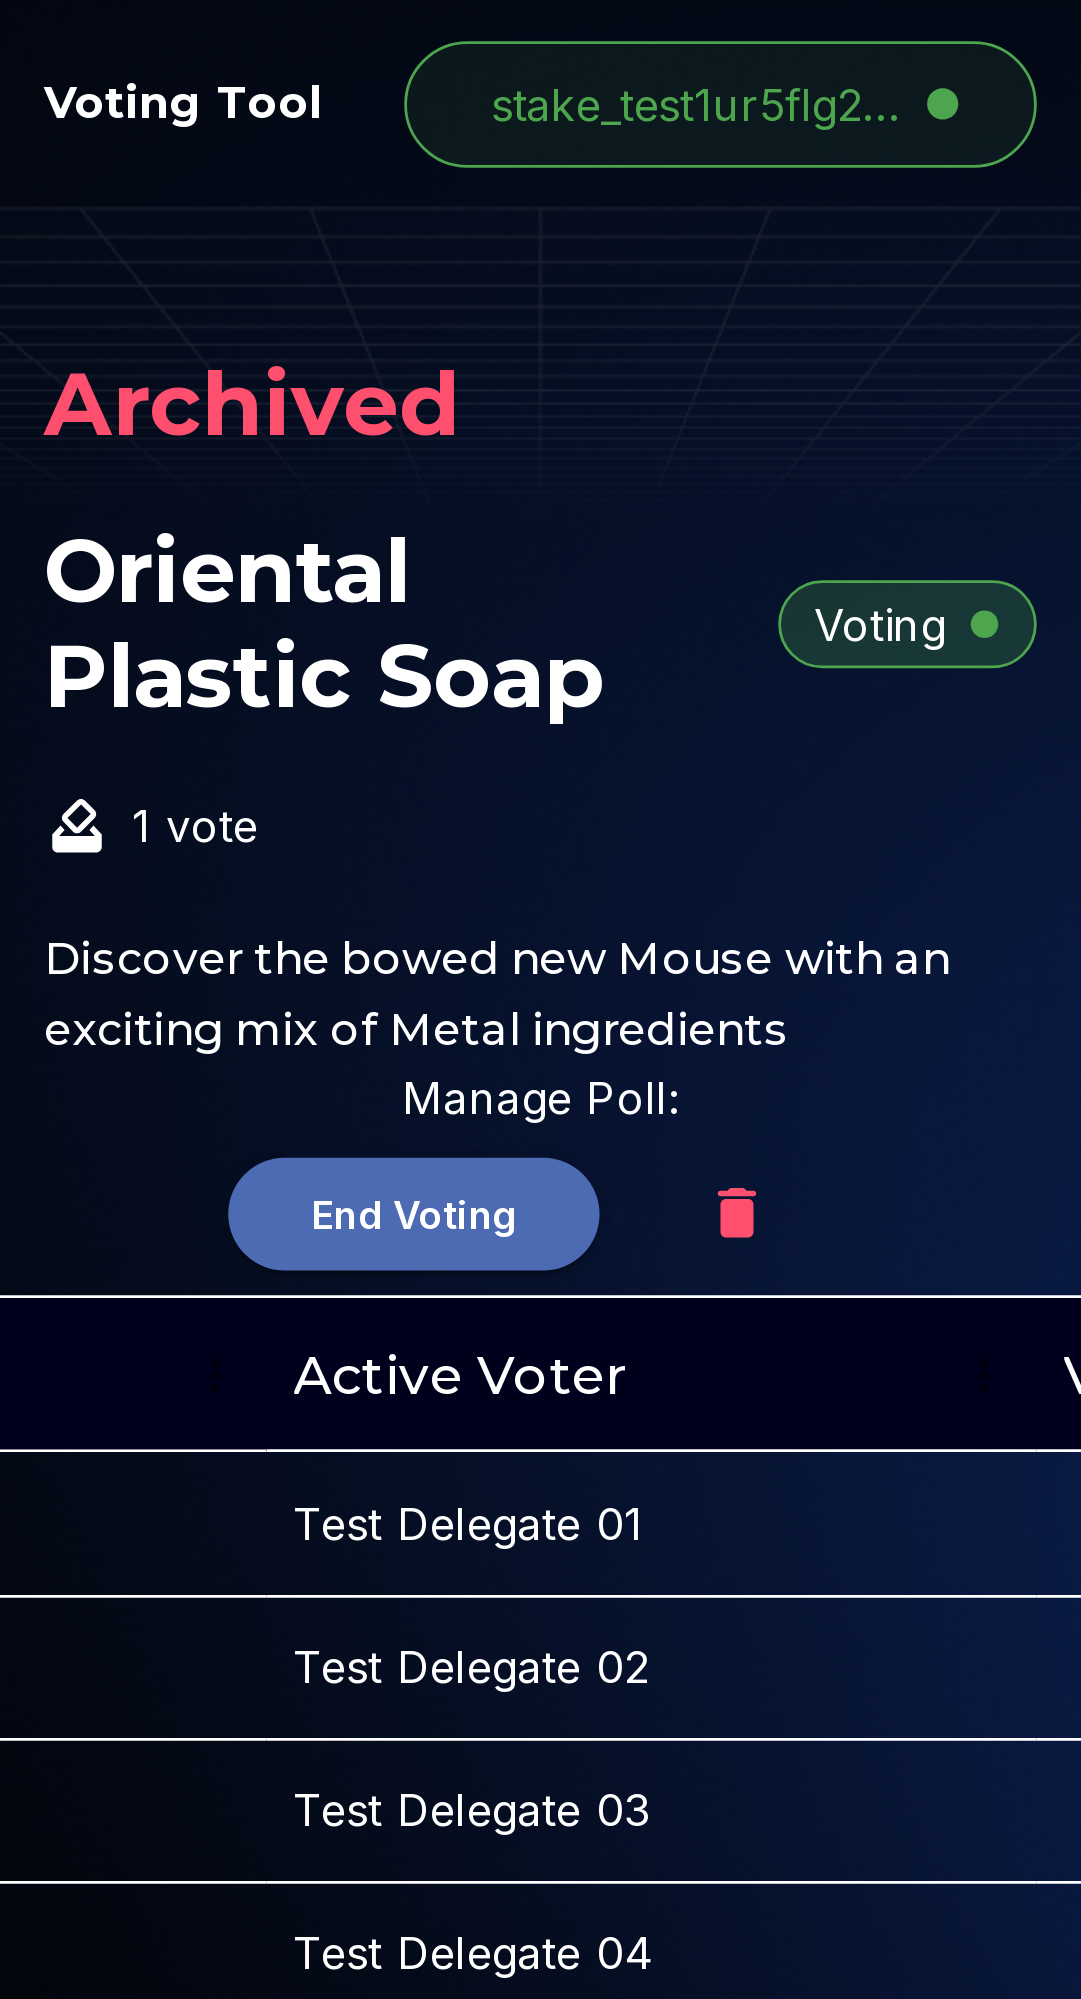 Voting Tool
stake_test1ur5flg2...
Archived
Oriental
Plastic Soap
Voting
1 vote
Discover the bowed new Mouse with an
exciting mix of Metal ingredients
Manage Poll:
End Voting
Active Voter
Test Delegate 01
Test Delegate 02
Test Delegate 03
Test Delegate 04